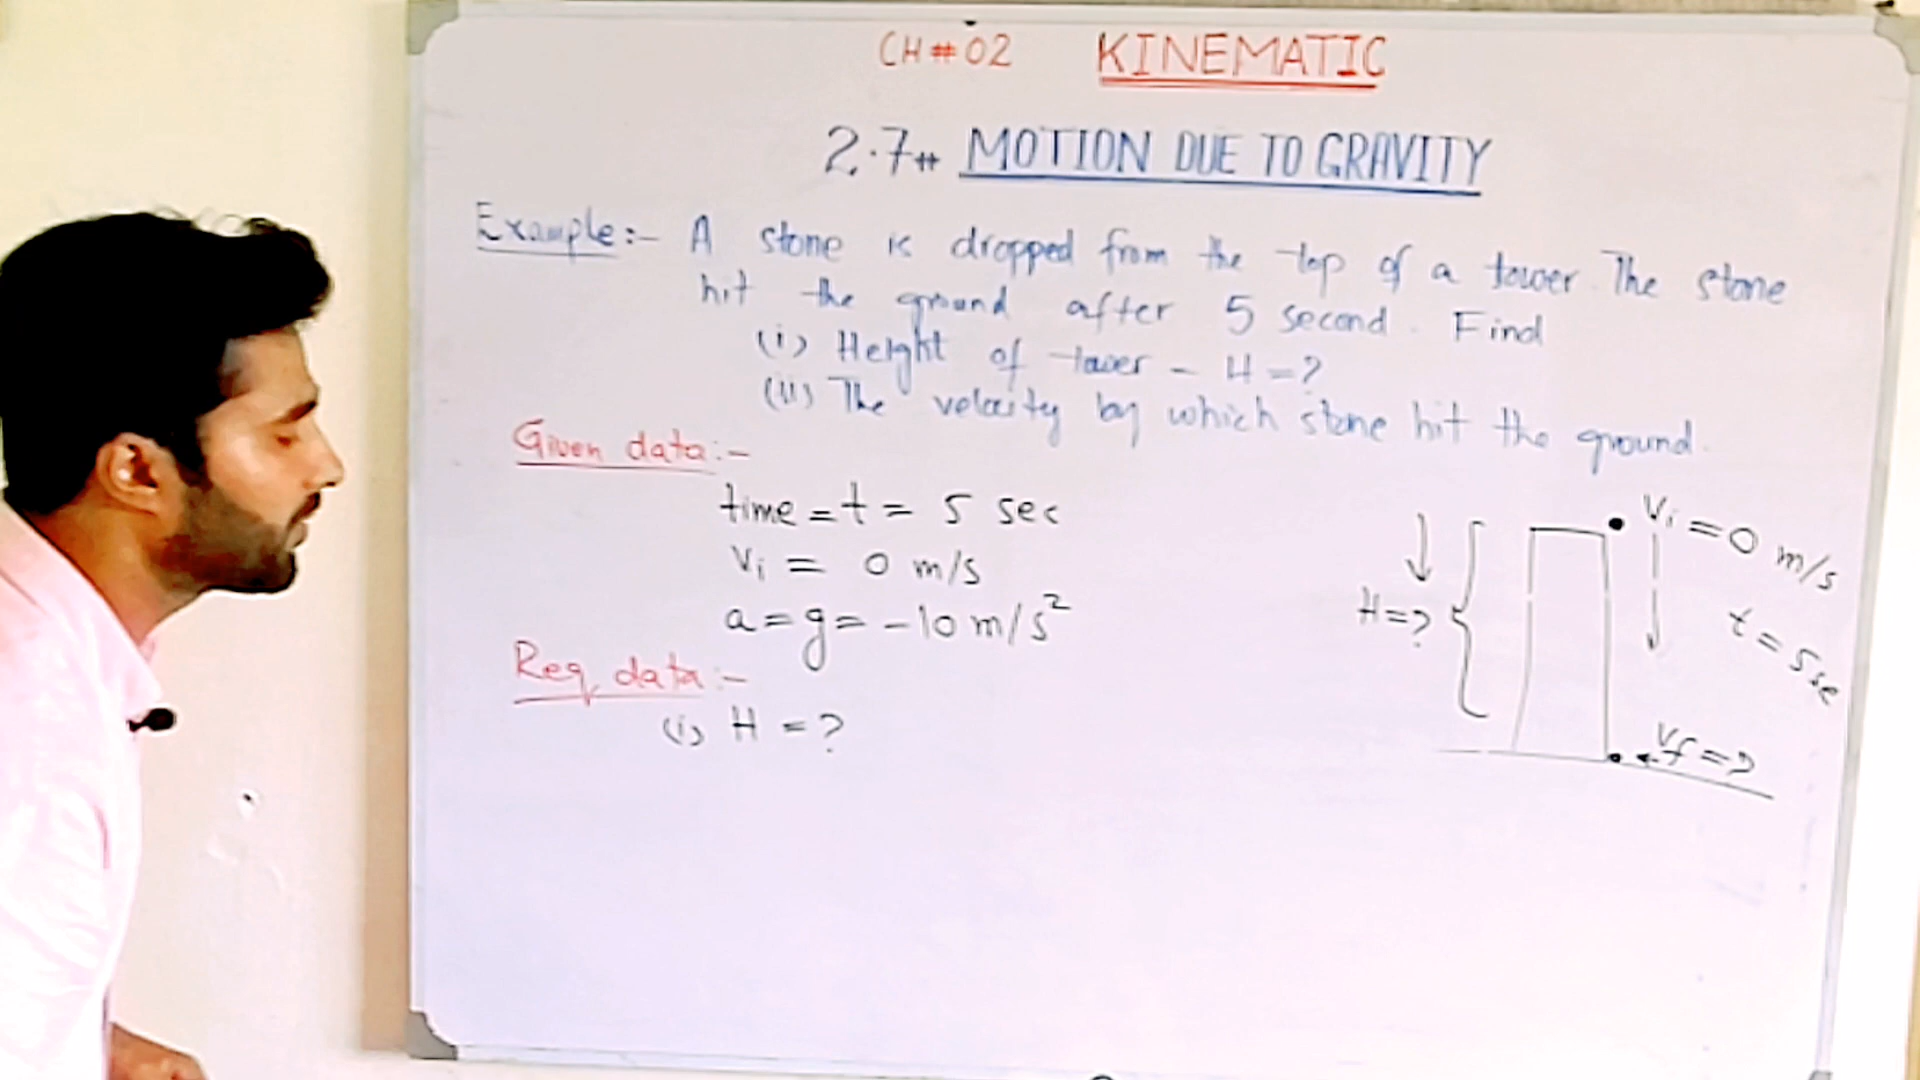 CH # 02 KINEMATIC
2.7# MOTION DUE TO GRAVITY
Example:- A stone is dropped from the top of a tower. The stone
hit the ground after 5 second. Find
(i) Height of tower - H = ?
(ii) The velocity by which stone hit the ground.
Given data:-
time = t = 5 sec
Vi = 0 m/s
a = g = -10 m/s²
Req data:-
(i) H = ?
Vi = 0 m/s
H = ?
t = 5 se
Vf = ?